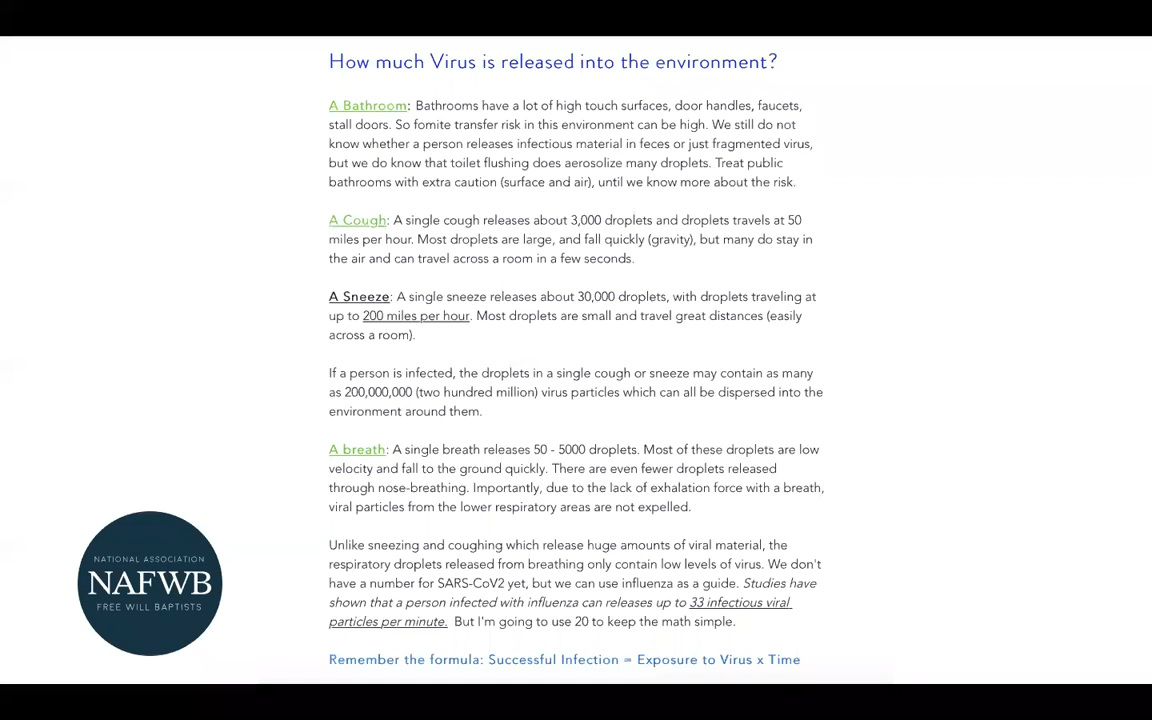 How much Virus is released into the environment?
A Bathroom: Bathrooms have a lot of high touch surfaces, door handles, faucets,
stall doors. So fomite transfer risk in this environment can be high. We still do not
know whether a person releases infectious material in feces or just fragmented virus,
but we do know that toilet flushing does aerosolize many droplets. Treat public
bathrooms with extra caution (surface and air), until we know more about the risk.
A Cough: A single cough releases about 3,000 droplets and droplets travels at 50
miles per hour. Most droplets are large, and fall quickly (gravity), but many do stay in
the air and can travel across a room in a few seconds.
A Sneeze: A single sneeze releases about 30,000 droplets, with droplets traveling at
up to 200 miles per hour. Most droplets are small and travel great distances (easily
across a room).
If a person is infected, the droplets in a single cough or sneeze may contain as many
as 200,000,000 (two hundred million) virus particles which can all be dispersed into the
environment around them.
A breath: A single breath releases 50 - 5000 droplets. Most of these droplets are low
velocity and fall to the ground quickly. There are even fewer droplets released
through nose-breathing. Importantly, due to the lack of exhalation force with a breath,
viral particles from the lower respiratory areas are not expelled.
Unlike sneezing and coughing which release huge amounts of viral material, the
respiratory droplets released from breathing only contain low levels of virus. We don't
have a number for SARS-CoV2 yet, but we can use influenza as a guide. Studies have
shown that a person infected with influenza can releases up to 33 infectious viral
particles per minute. But I'm going to use 20 to keep the math simple.
Remember the formula: Successful Infection = Exposure to Virus x Time
NATIONAL ASSOCIATION
NAFWB
FREE WILL BAPTISTS